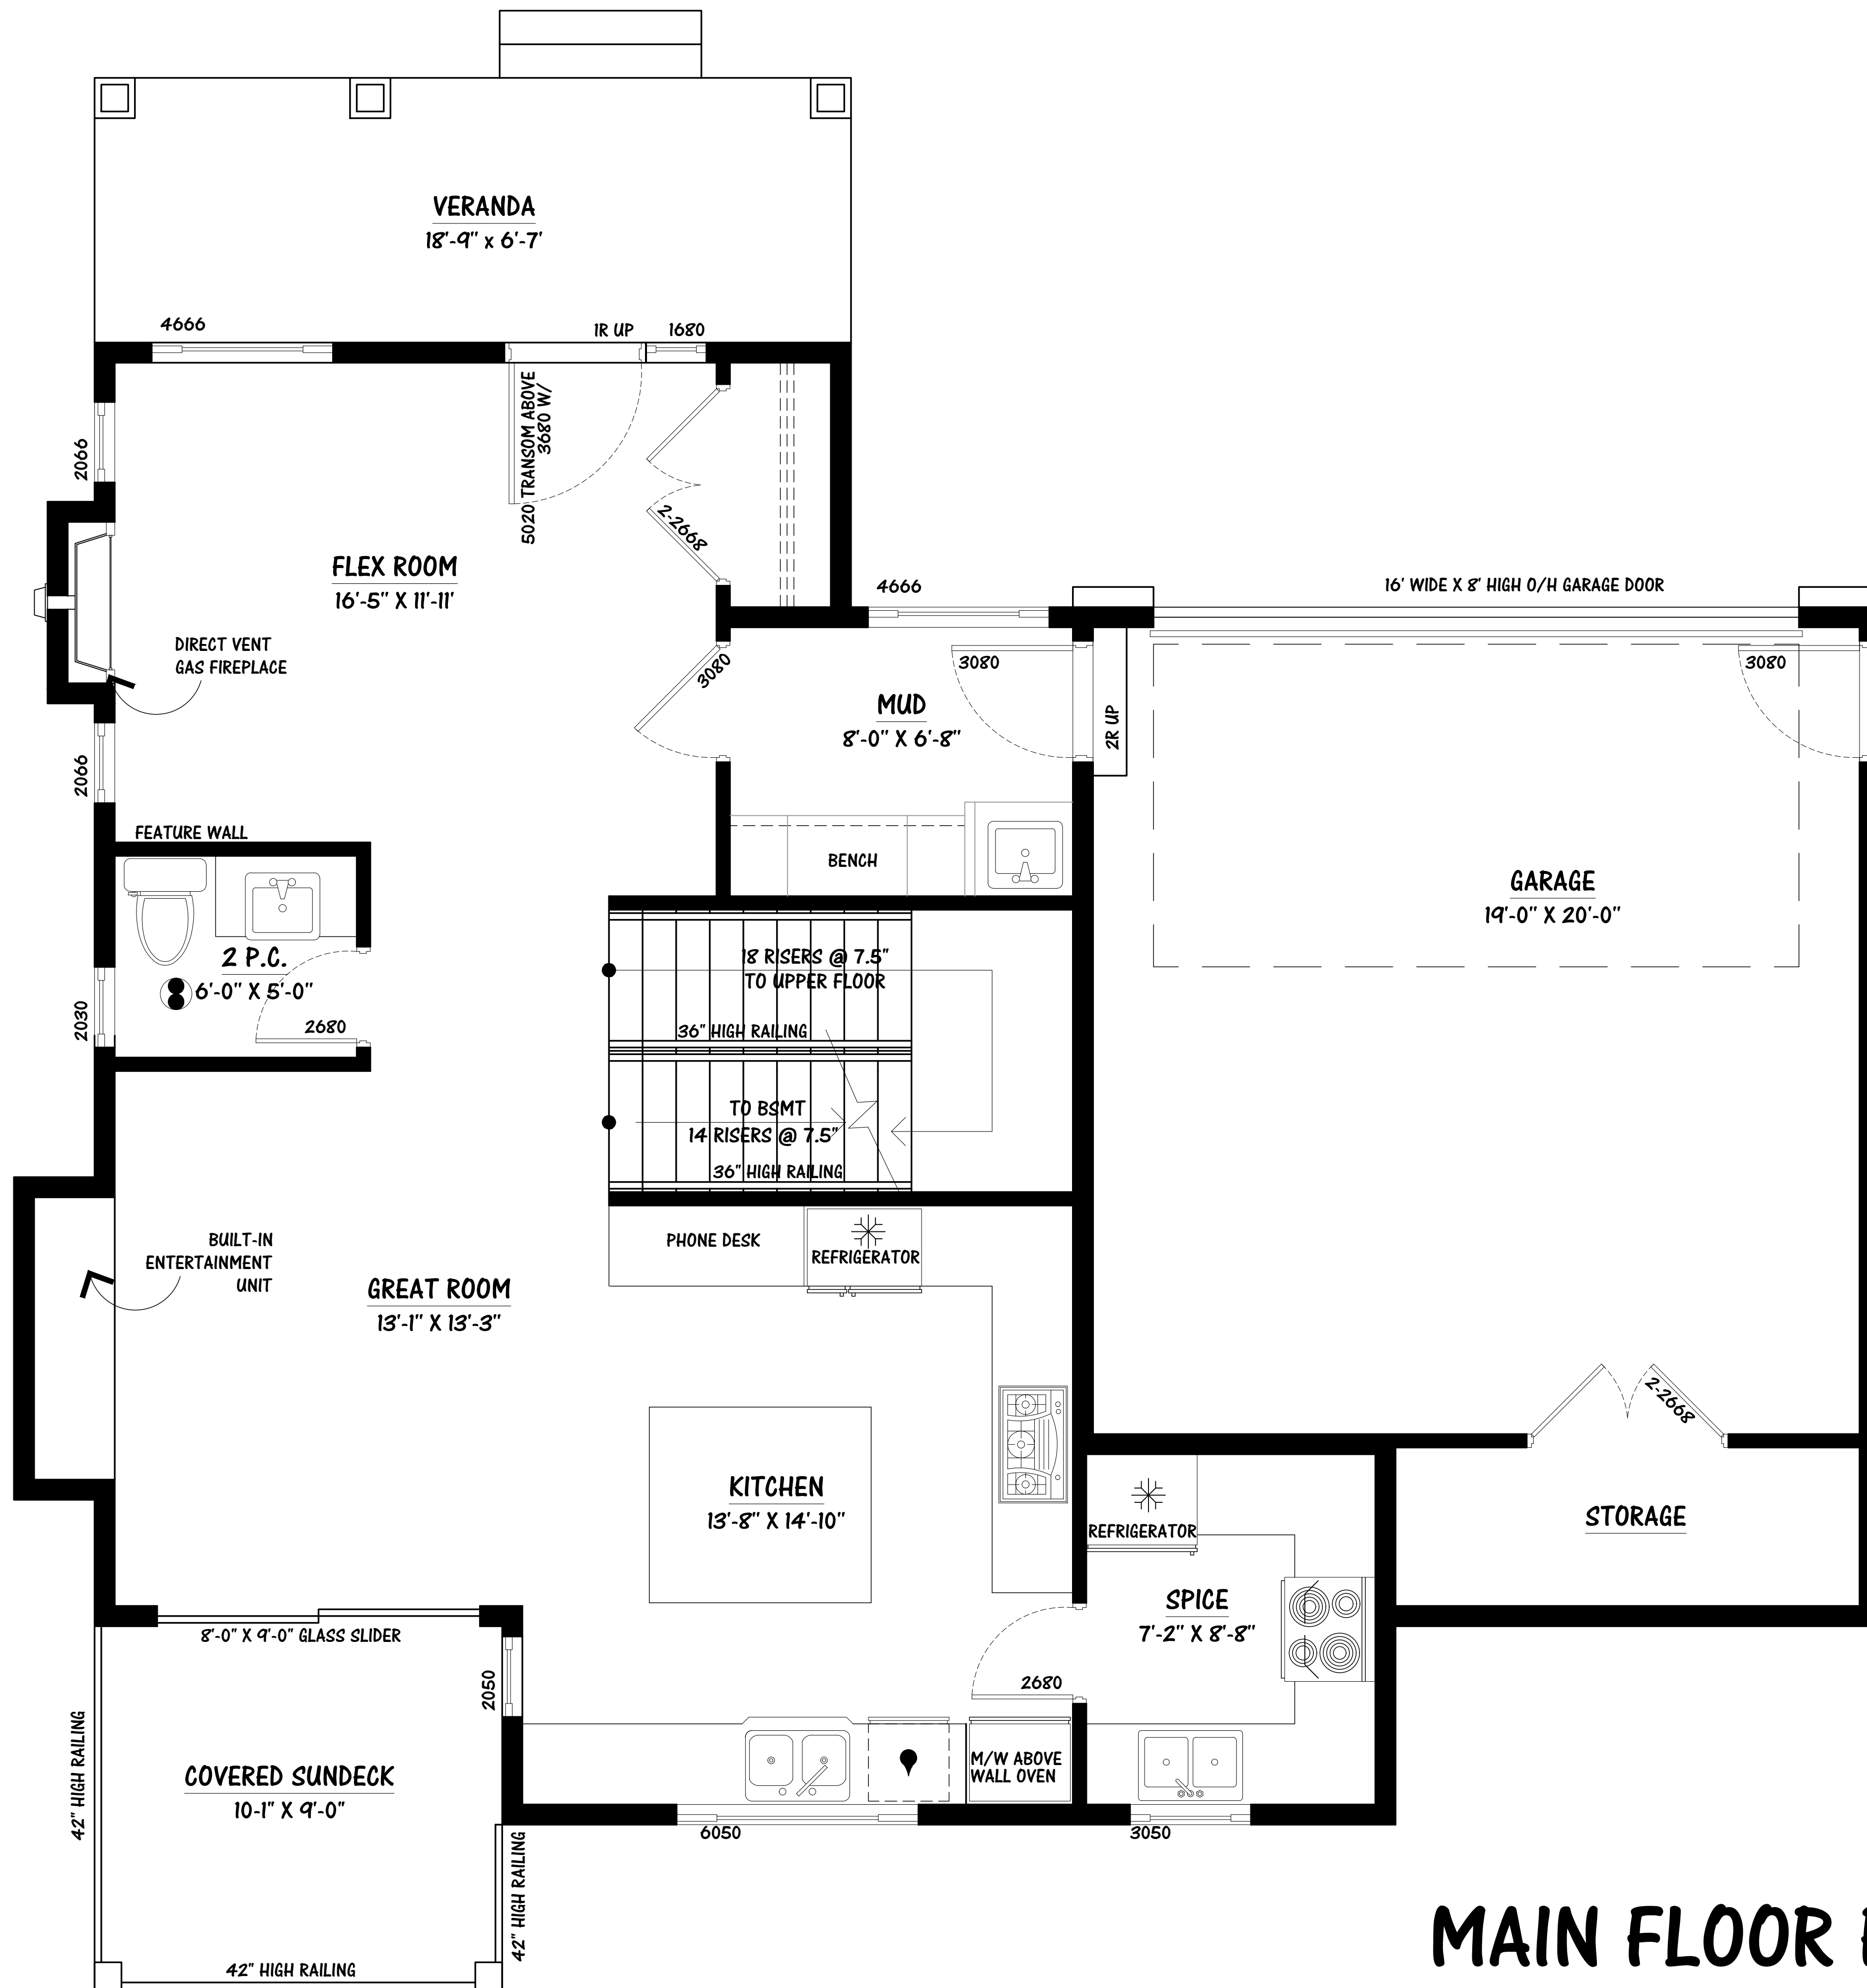 VERANDA
18'-9" x 6'-7'
4666
1R UP
1680
5020 TRANSOM ABOVE
3680 W/
2066
2-2668
FLEX ROOM
16'-5" X 11'-11'
4666
16' WIDE X 8' HIGH O/H GARAGE DOOR
DIRECT VENT
GAS FIREPLACE
3080
3080
3080
MUD
8'-0" X 6'-8"
2R UP
2066
FEATURE WALL
BENCH
GARAGE
19'-0" X 20'-0"
2 P.C.
6'-0" X 5'-0"
2030
2680
18 RISERS @ 7.5"
TO UPPER FLOOR
36" HIGH RAILING
TO BSMT
14 RISERS @ 7.5"
36" HIGH RAILING
BUILT-IN
ENTERTAINMENT
UNIT
PHONE DESK
REFRIGERATOR
GREAT ROOM
13'-1" X 13'-3"
2-2668
KITCHEN
13'-8" X 14'-10"
REFRIGERATOR
STORAGE
SPICE
7'-2" X 8'-8"
8'-0" X 9'-0" GLASS SLIDER
2050
2680
42" HIGH RAILING
COVERED SUNDECK
10-1" X 9'-0"
M/W ABOVE
WALL OVEN
6050
3050
42" HIGH RAILING
42" HIGH RAILING
MAIN FLOOR